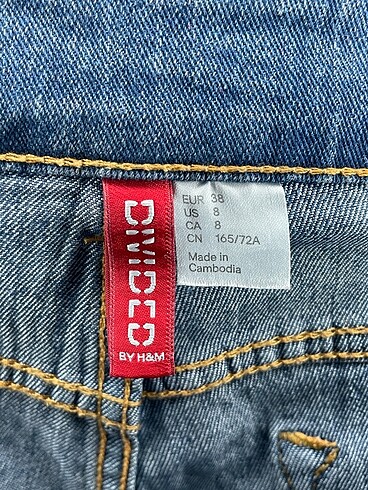 DIVIDED
BY H&M
EUR 38
US 8
CA 8
CN 165/72A
Made in
Cambodia